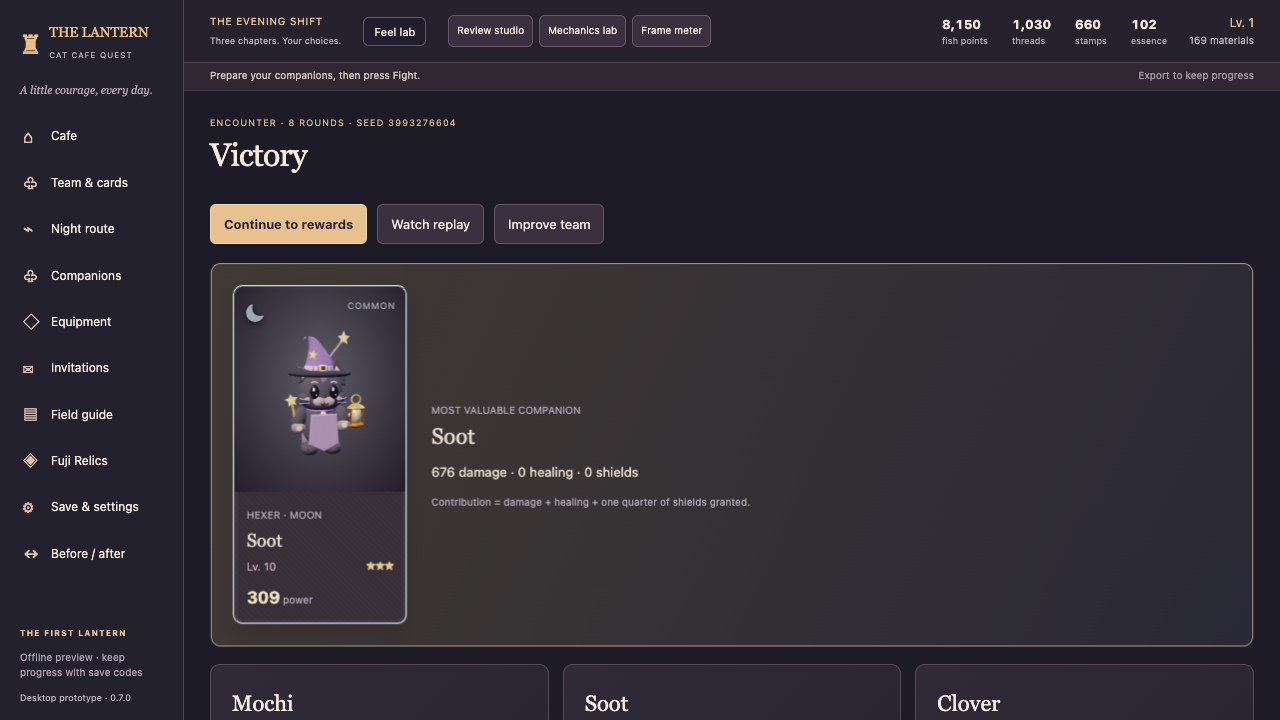 THE LANTERN
CAT CAFE QUEST
A little courage, every day.
Cafe
Team & cards
Night route
Companions
Equipment
Invitations
Field guide
Fuji Relics
Save & settings
Before / after
THE FIRST LANTERN
Offline preview · keep
progress with save codes
Desktop prototype · 0.7.0
THE EVENING SHIFT
Three chapters. Your choices.
Feel lab
Review studio
Mechanics lab
Frame meter
8,150
fish points
1,030
threads
660
stamps
102
essence
Lv. 1
169 materials
Prepare your companions, then press Fight.
Export to keep progress
ENCOUNTER · 8 ROUNDS · SEED 3993276604
Victory
Continue to rewards
Watch replay
Improve team
COMMON
HEXER · MOON
Soot
Lv. 10
★★★
309 power
MOST VALUABLE COMPANION
Soot
676 damage · 0 healing · 0 shields
Contribution = damage + healing + one quarter of shields granted.
Mochi
Soot
Clover